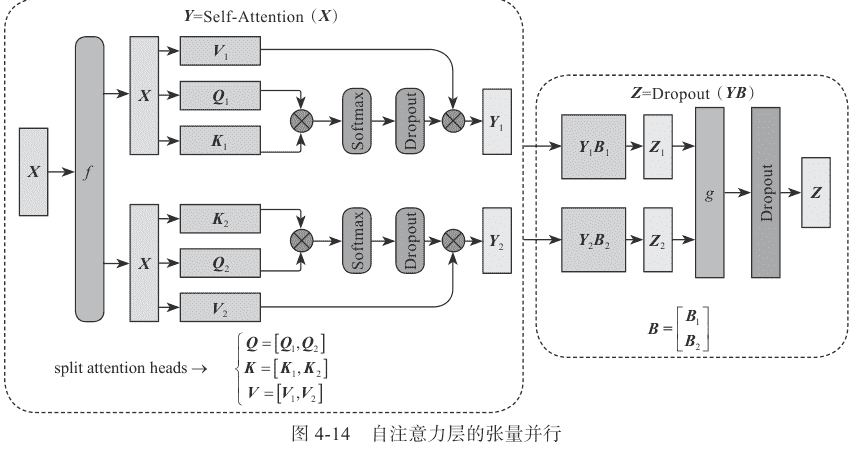 Y=Self-Attention（X）
X
f
X
V₁
Q₁
K₁
Softmax
Dropout
Y₁
X
K₂
Q₂
V₂
Softmax
Dropout
Y₂
split attention heads →
Q = [Q₁,Q₂]
K = [K₁,K₂]
V = [V₁,V₂]
Z=Dropout（YB）
Y₁B₁
Z₁
Y₂B₂
Z₂
g
Dropout
Z
B = [B₁
B₂]
图 4-14 自注意力层的张量并行